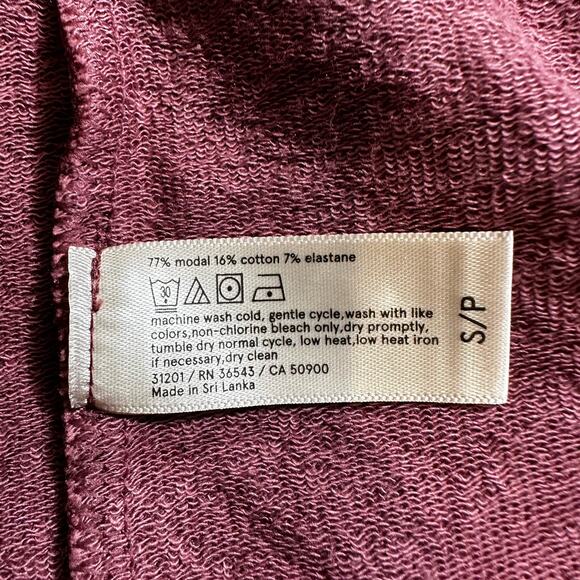 77% modal 16% cotton 7% elastane
30
machine wash cold, gentle cycle,wash with like
colors,non-chlorine bleach only,dry promptly,
tumble dry normal cycle, low heat,low heat iron
if necessary,dry clean
31201 / RN 36543 / CA 50900
Made in Sri Lanka
S/P